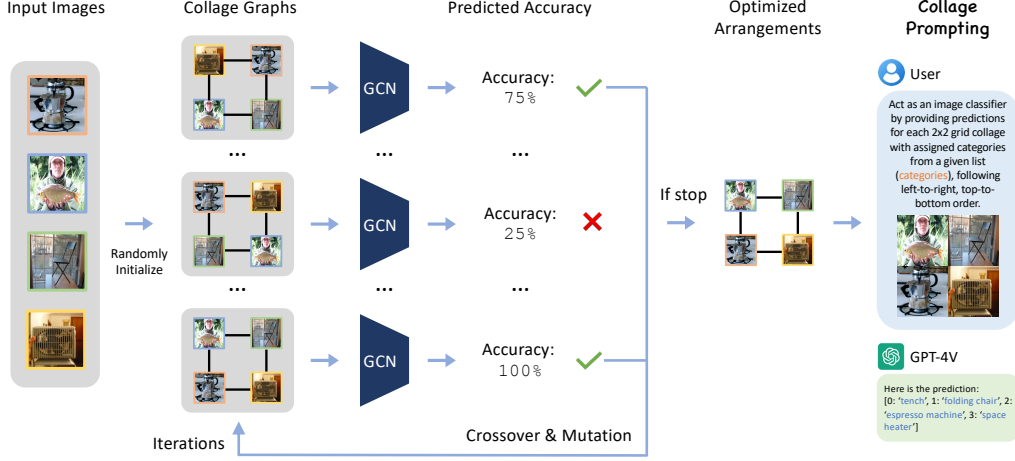 Input Images
Collage Graphs
Predicted Accuracy
Optimized
Arrangements
Collage
Prompting
Randomly
Initialize
GCN
Accuracy:
75%
...
...
...
GCN
Accuracy:
25%
...
...
...
GCN
Accuracy:
100%
Iterations
Crossover & Mutation
If stop
User
Act as an image classifier
by providing predictions
for each 2x2 grid collage
with assigned categories
from a given list
(categories), following
left-to-right, top-to-
bottom order.
GPT-4V
Here is the prediction:
[0: ‘tench’, 1: ‘folding chair’, 2:
‘espresso machine’, 3: ‘space
heater’]